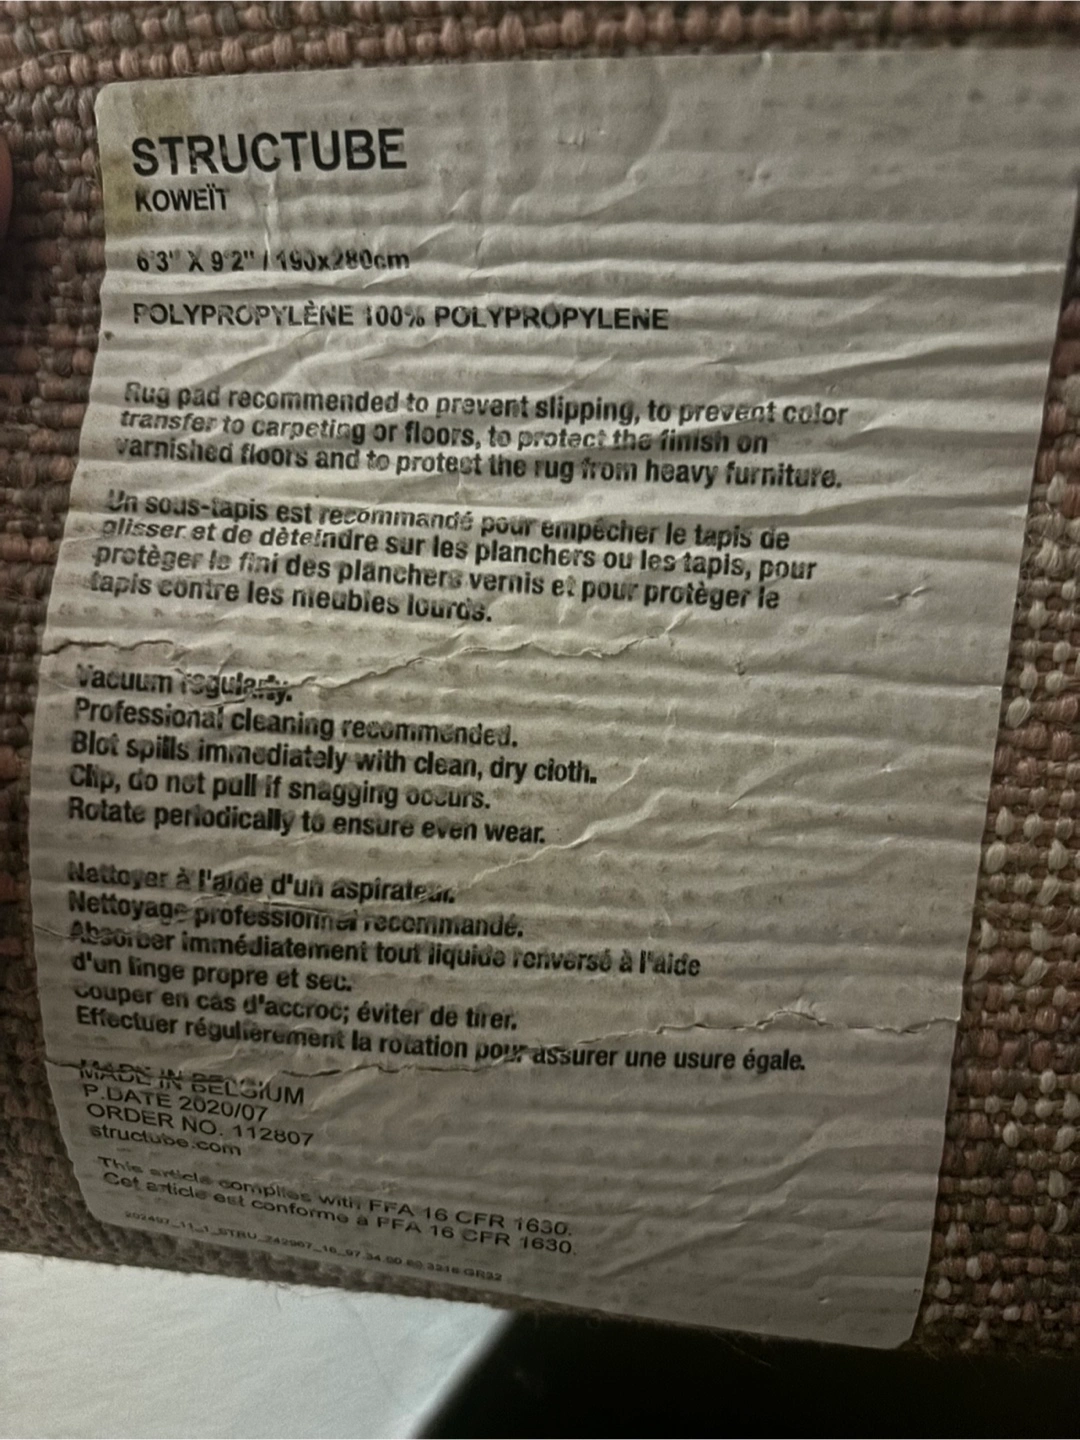 STRUCTUBE
KOWEÏT
6'3" X 9'2" / 190x280cm
POLYPROPYLÈNE 100% POLYPROPYLENE
Rug pad recommended to prevent slipping, to prevent color
transfer to carpeting or floors, to protect the finish on
varnished floors and to protect the rug from heavy furniture.
Un sous-tapis est recommandé pour empêcher le tapis de
glisser et de dèteindre sur les planchers ou les tapis, pour
protèger le fini des planchers vernis et pour protèger le
tapis contre les meubles lourds.
Vacuum regularly.
Professional cleaning recommended.
Blot spills immediately with clean, dry cloth.
Clip, do not pull if snagging occurs.
Rotate periodically to ensure even wear.
Nettoyer à l'aide d'un aspirateur.
Nettoyage professionnel recommandé.
Absorber immédiatement tout liquide renversé à l'aide
d'un linge propre et sec.
Couper en cas d'accroc; éviter de tirer.
Effectuer régulièrement la rotation pour assurer une usure égale.
MADE IN BELGIUM
P.DATE 2020/07
ORDER NO. 112807
structube.com
This article complies with FFA 16 CFR 1630.
Cet article est conforme à FFA 16 CFR 1630.